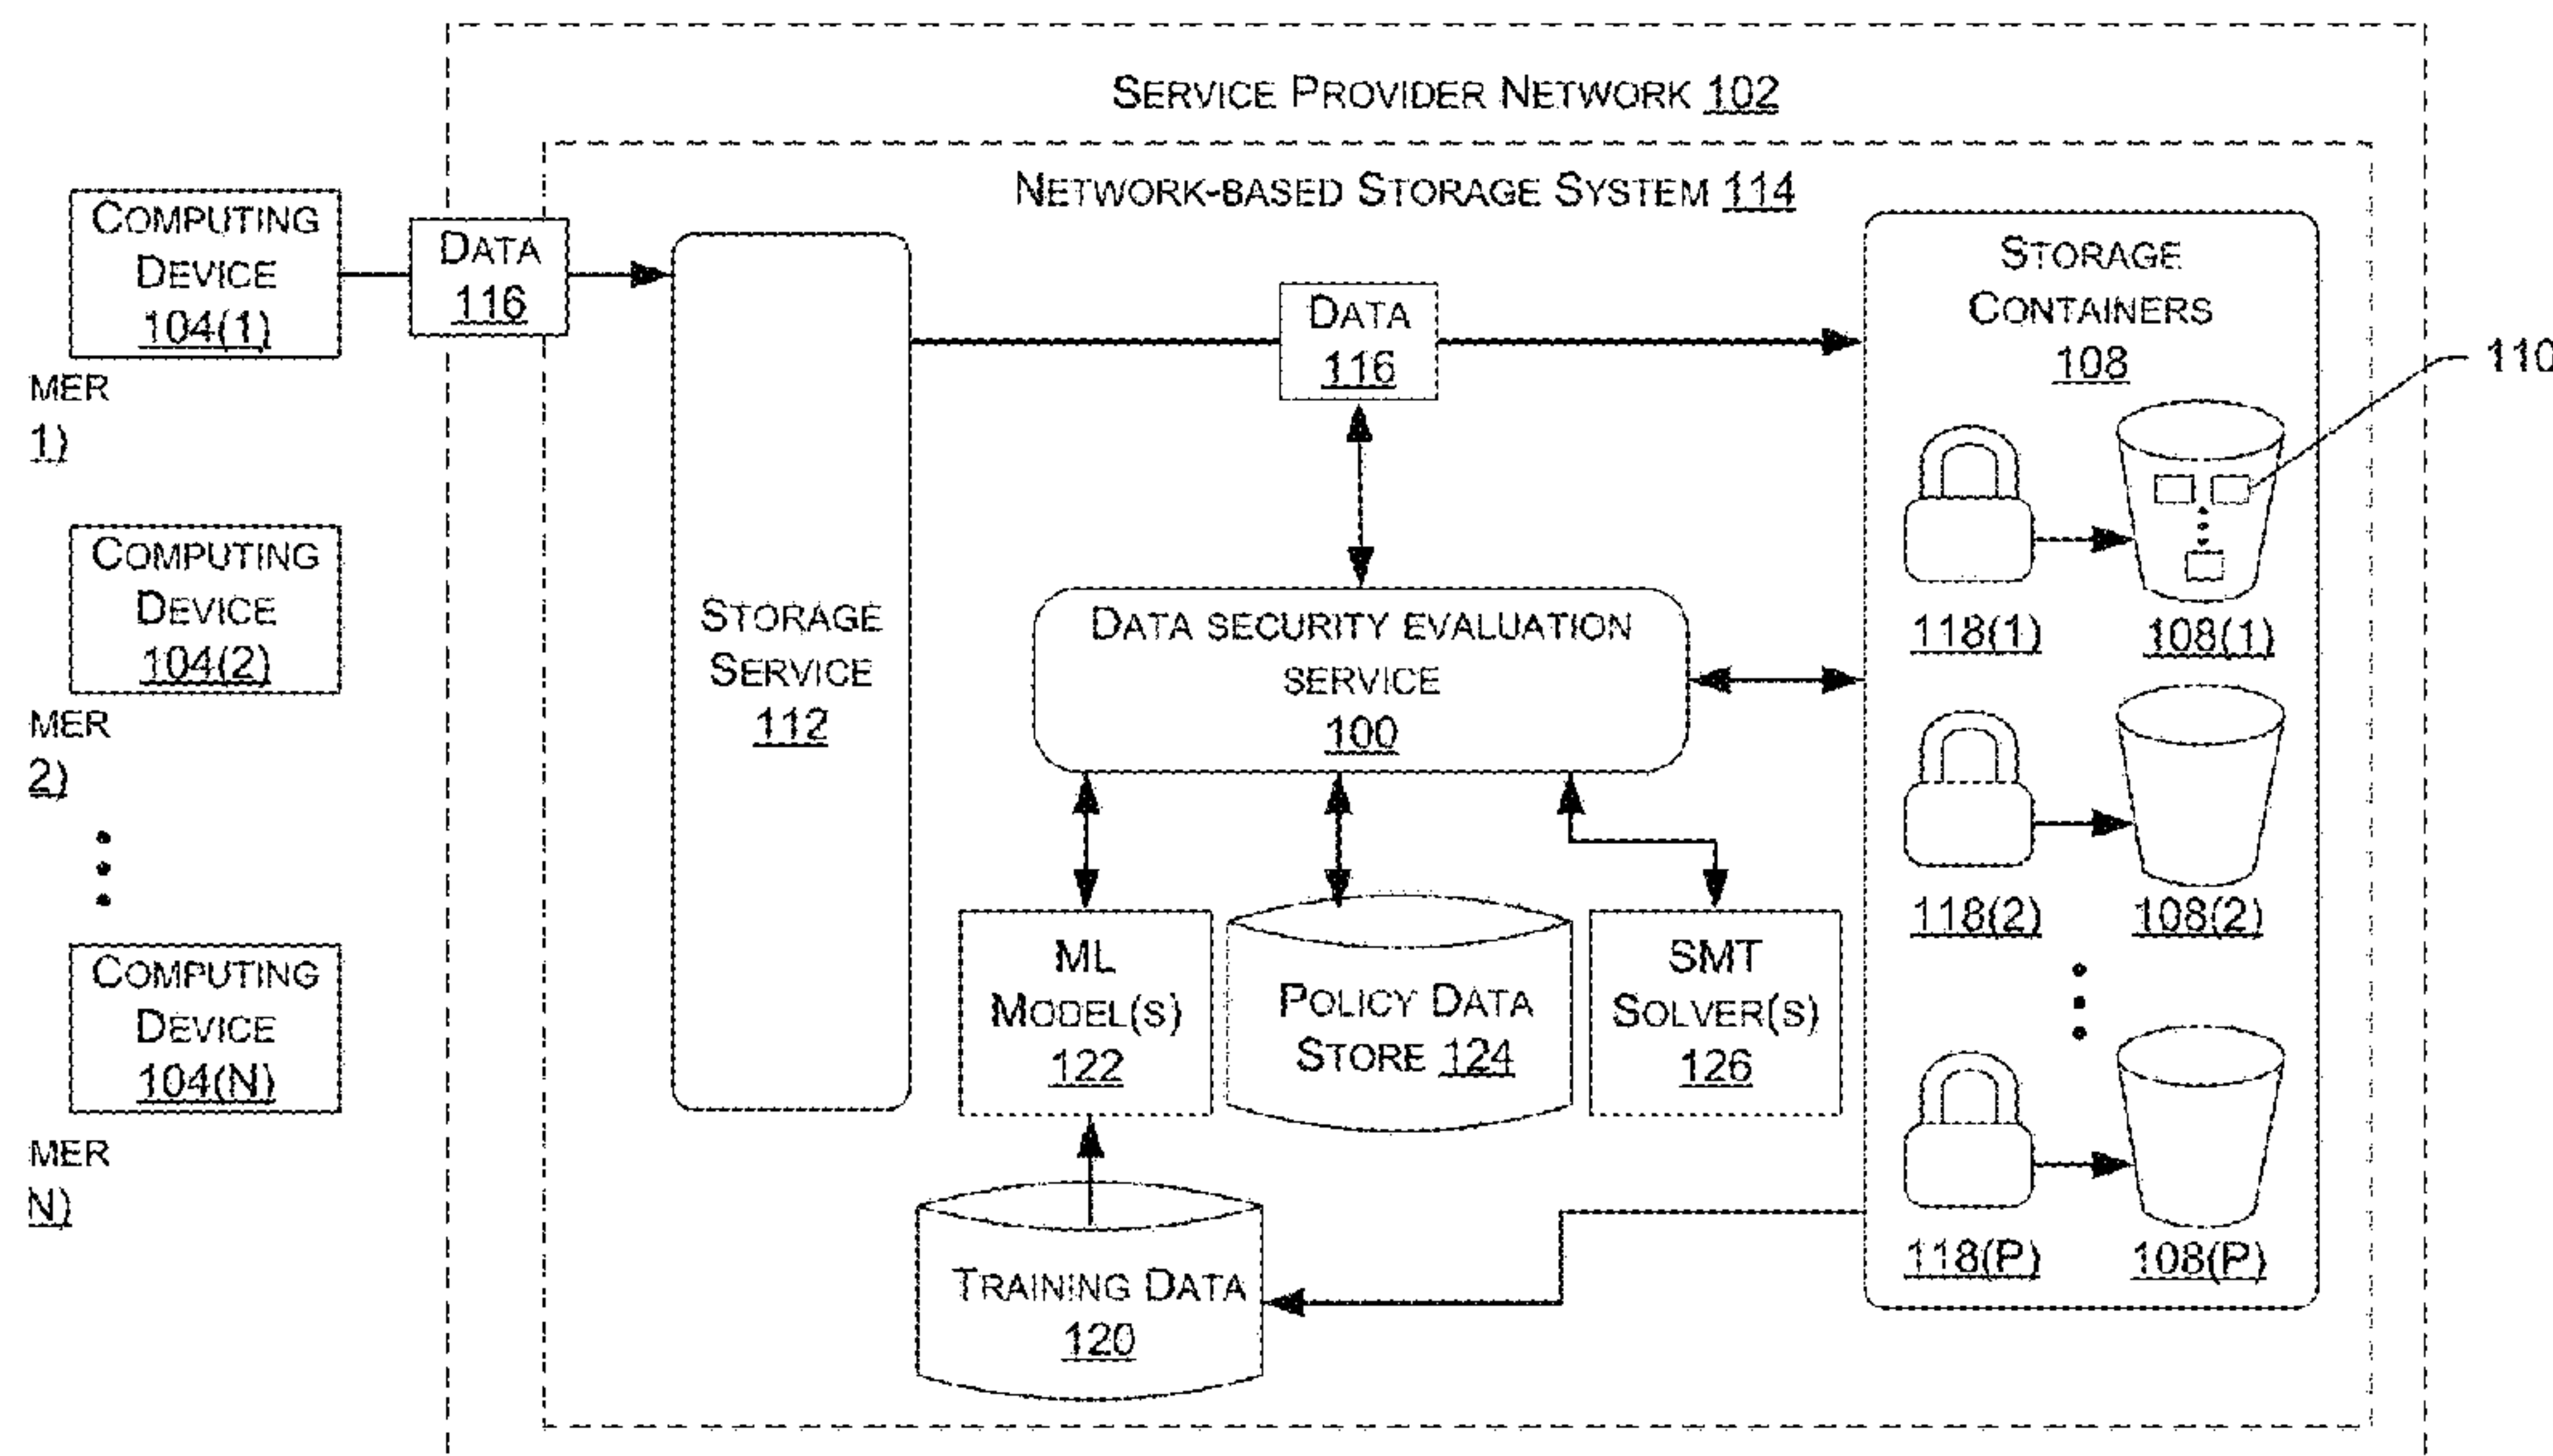 SERVICE PROVIDER NETWORK 102
NETWORK-BASED STORAGE SYSTEM 114
COMPUTING
DEVICE
104(1)
MER
1)
COMPUTING
DEVICE
104(2)
MER
2)
COMPUTING
DEVICE
104(N)
MER
N)
DATA
116
STORAGE
SERVICE
112
DATA
116
DATA SECURITY EVALUATION
SERVICE
100
ML
MODEL(S)
122
POLICY DATA
STORE 124
SMT
SOLVER(S)
126
TRAINING DATA
120
STORAGE
CONTAINERS
108
110
118(1) 108(1)
118(2) 108(2)
118(P) 108(P)